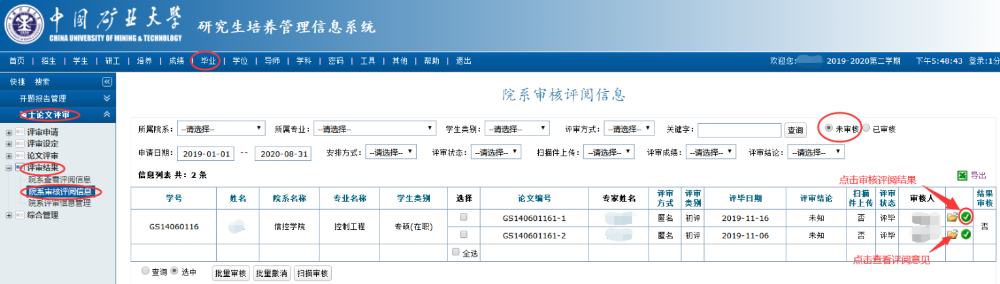 中国矿业大学
CHINA UNIVERSITY OF MINING & TECHNOLOGY
研究生培养管理信息系统
首页 | 招生 | 学生 | 研工 | 培养 | 成绩 | 毕业 | 学位 | 导师 | 学科 | 密码 | 工具 | 其他 | 帮助 | 退出
欢迎您: 2019-2020第二学期 下午5:48:43 登录:1分
快捷 搜索
开题报告管理
士论文评审
评审申请
评审设定
论文评审
评审结果
院系查看评阅信息
院系审核评阅信息
院系评审信息管理
综合管理
院系审核评阅信息
所属院系: --请选择-- 所属专业: --请选择-- 学生类别: --请选择-- 评审方式: --请选择-- 关键字: 查询 未审核 已审核
申请日期: 2019-01-01 -- 2020-08-31 安排方式: --请选择-- 评审状态: --请选择-- 扫描件上传: --请选择-- 评审成绩: --请选择-- 评审结论: --请选择--
信息列表 共: 2 条
点击审核评阅结果
导出
学号 姓名 院系名称 专业名称 学生类别 选择 论文编号 专家姓名 评审方式 评审类别 评毕日期 评审结论 扫描件上传 评审状态 审核人 结果审核
GS14060116 信控学院 控制工程 专硕(在职) GS140601161-1 匿名 初评 2019-11-16 未知 否 评毕 否
GS140601161-2 匿名 初评 2019-11-06 未知 否 评毕
全选
点击查看评阅意见
查询 选中 批量审核 批量撤消 扫描审核